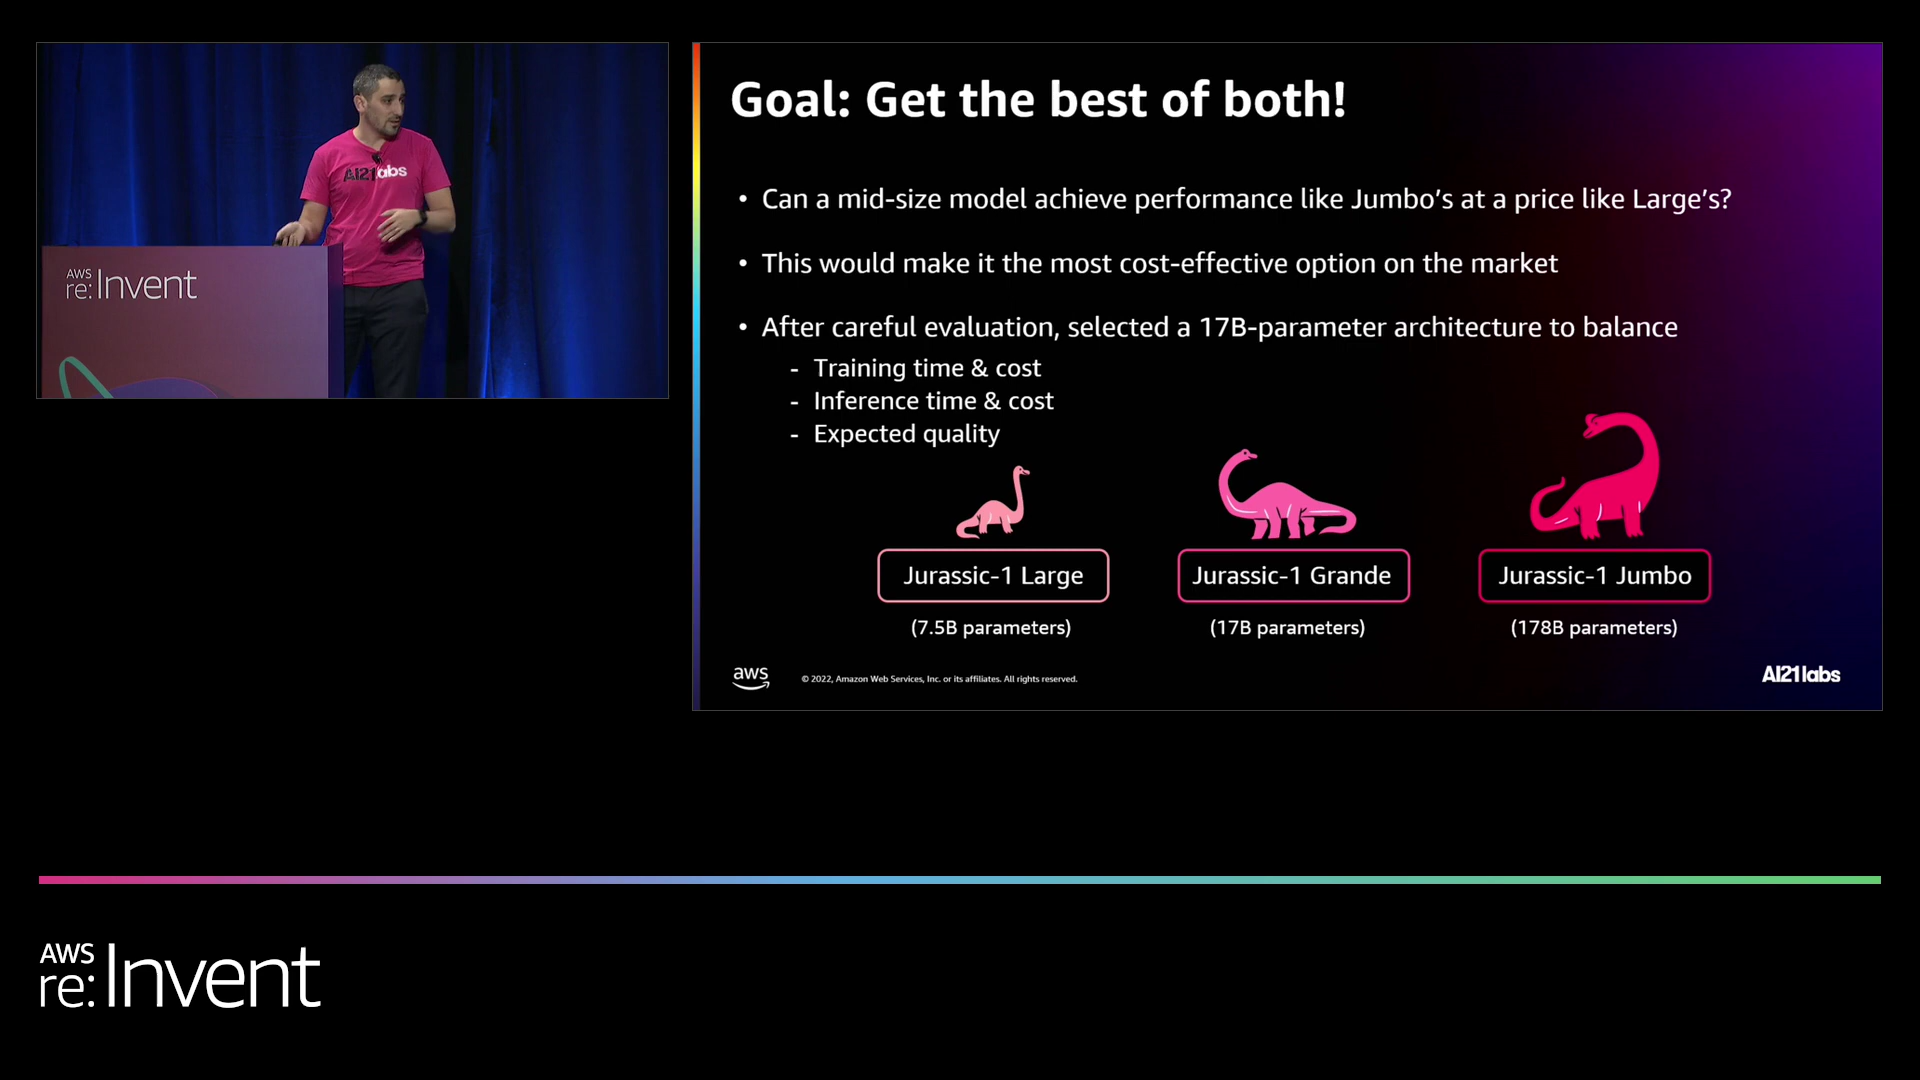 AI21labs
AWS
re:Invent
Goal: Get the best of both!
• Can a mid-size model achieve performance like Jumbo’s at a price like Large’s?
• This would make it the most cost-effective option on the market
• After careful evaluation, selected a 17B-parameter architecture to balance
- Training time & cost
- Inference time & cost
- Expected quality
Jurassic-1 Large
(7.5B parameters)
Jurassic-1 Grande
(17B parameters)
Jurassic-1 Jumbo
(178B parameters)
aws
© 2022, Amazon Web Services, Inc. or its affiliates. All rights reserved.
AI21labs
AWS
re:Invent